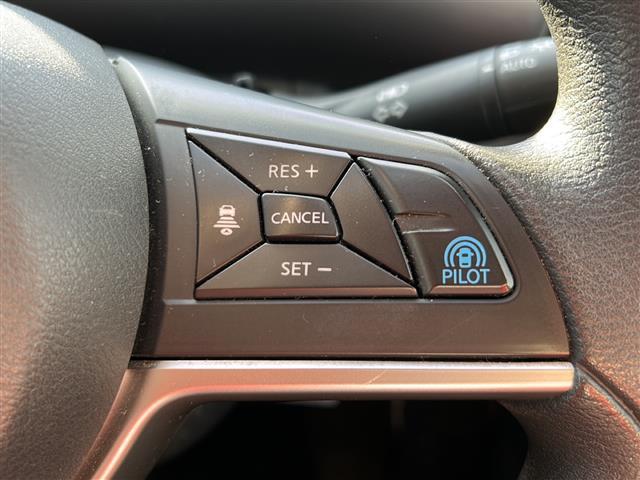 AUTO
RES +
CANCEL
SET −
PILOT